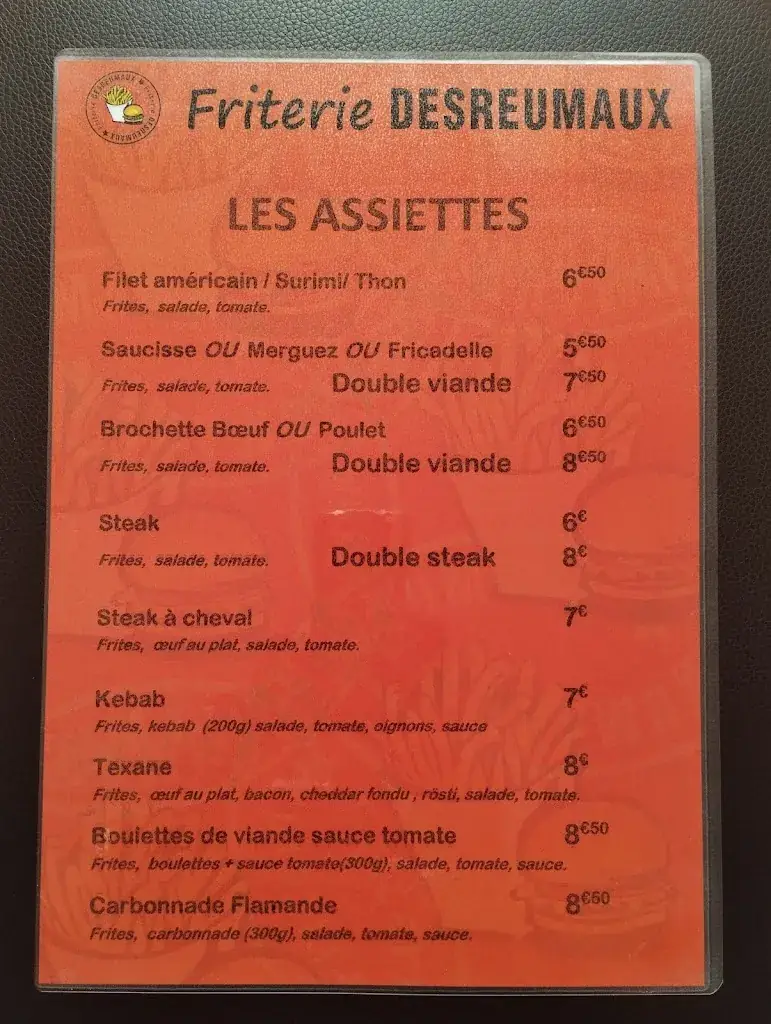 Friterie DESREUMAUX
LES ASSIETTES
Filet américain / Surimi/ Thon 6€50
Frites, salade, tomate.
Saucisse OU Merguez OU Fricadelle 5€50
Frites, salade, tomate. Double viande 7€50
Brochette Bœuf OU Poulet 6€50
Frites, salade, tomate. Double viande 8€50
Steak 6€
Frites, salade, tomate. Double steak 8€
Steak à cheval 7€
Frites, œuf au plat, salade, tomate.
Kebab 7€
Frites, kebab (200g) salade, tomate, oignons, sauce
Texane 8€
Frites, œuf au plat, bacon, cheddar fondu , rösti, salade, tomate.
Boulettes de viande sauce tomate 8€50
Frites, boulettes + sauce tomate(300g), salade, tomate, sauce.
Carbonnade Flamande 8€50
Frites, carbonnade (300g), salade, tomate, sauce.